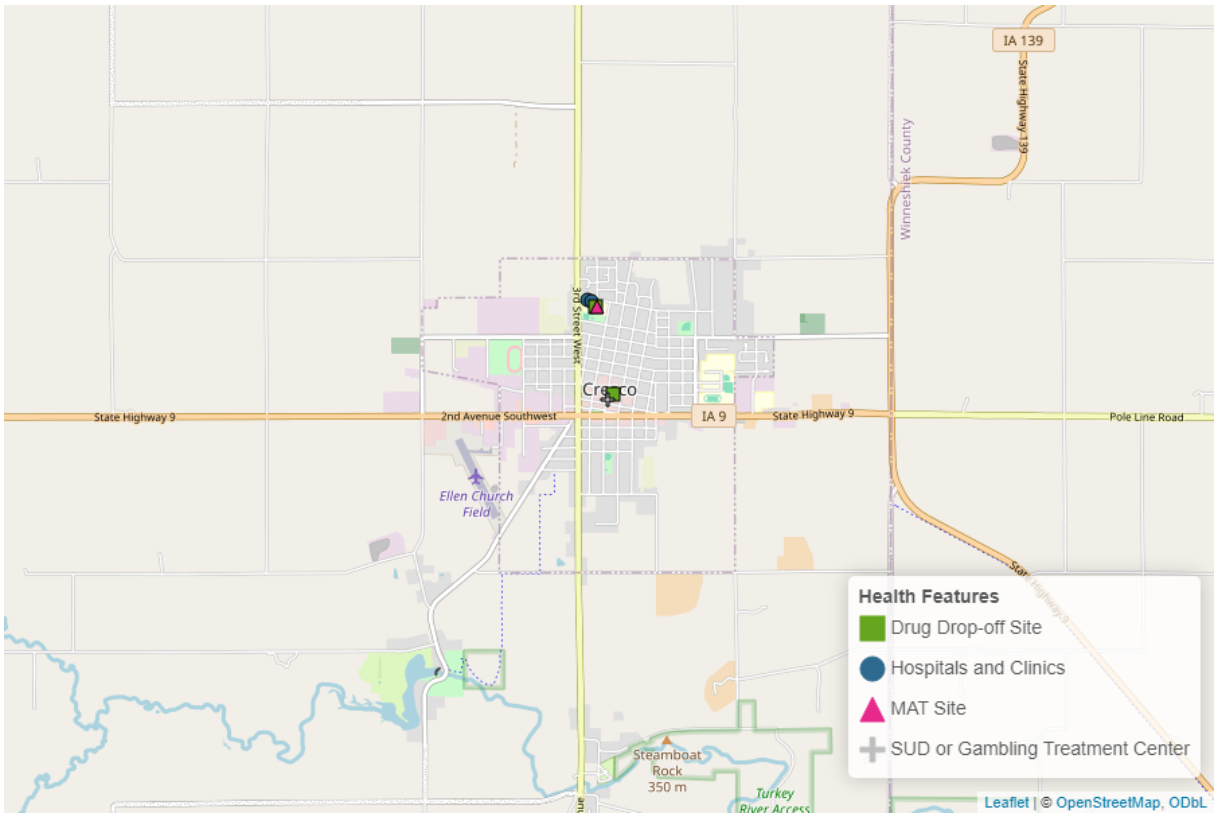 IA 139
State Highway 139
Winneshiek County
3rd Street West
Cresco
State Highway 9
2nd Avenue Southwest
IA 9
State Highway 9
Pole Line Road
Ellen Church
Field
State Highway 9
Health Features
Drug Drop-off Site
Hospitals and Clinics
MAT Site
SUD or Gambling Treatment Center
Steamboat
Rock
350 m
Turkey
River Access
Leaflet | © OpenStreetMap, ODbL